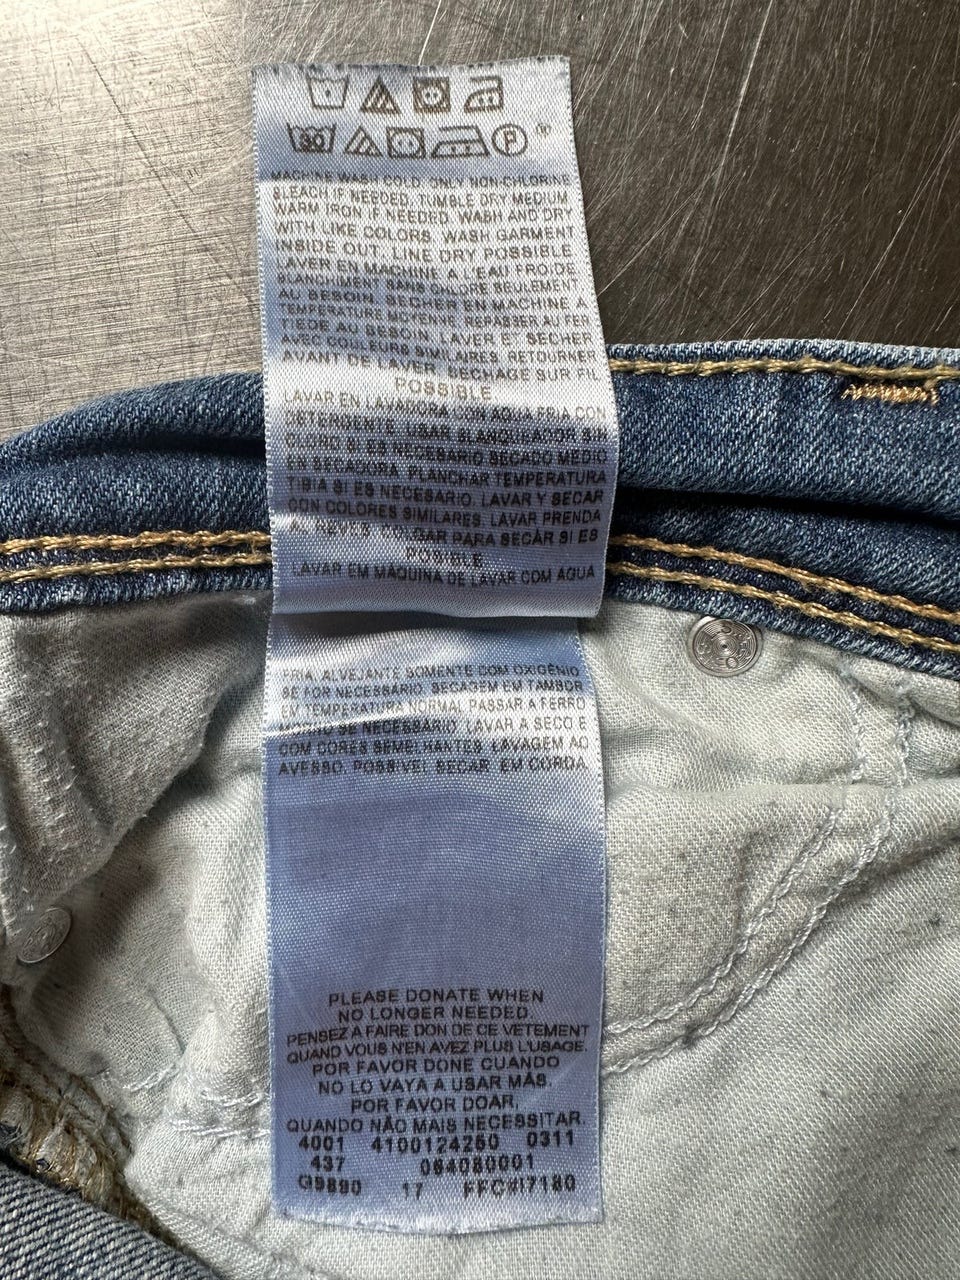 30 P ®
MACHINE WASH COLD. ONLY NON-CHLORINE
BLEACH IF NEEDED. TUMBLE DRY MEDIUM
WARM IRON IF NEEDED. WASH AND DRY
WITH LIKE COLORS. WASH GARMENT
INSIDE OUT. LINE DRY POSSIBLE
LAVER EN MACHINE A L'EAU FROIDE
BLANCHIMENT SANS CHLORE SEULEMENT
AU BESOIN. SECHER EN MACHINE A
TEMPERATURE MOYENNE REPASSER AU FER
TIEDE AU BESOIN. LAVER ET SECHER
AVEC COULEURS SIMILAIRES. RETOURNER
AVANT DE LAVER. SECHAGE SUR FIL
POSSIBLE
LAVAR EN LAVADORA CON AGUA FRIA CON
DETERGENTE. USAR BLANQUEADOR SIN
CLORO SI ES NECESARIO SECADO MEDIO
EN SECADORA. PLANCHAR TEMPERATURA
TIBIA SI ES NECESARIO. LAVAR Y SECAR
CON COLORES SIMILARES. LAVAR PRENDA
AL REVES. COLGAR PARA SECAR SI ES
POSIBLE
LAVAR EM MAQUINA DE LAVAR COM AGUA
FRIA. ALVEJANTE SOMENTE COM OXIGENIO
SE FOR NECESSARIO. SECAGEM EM TAMBOR
EM TEMPERATURA NORMAL PASSAR A FERRO
MORNO SE NECESSARIO. LAVAR A SECO E
COM CORES SEMELHANTES. LAVAGEM AO
AVESSO. POSSIVEL SECAR EM CORDA
PLEASE DONATE WHEN
NO LONGER NEEDED.
PENSEZ A FAIRE DON DE CE VETEMENT
QUAND VOUS N'EN AVEZ PLUS L'USAGE.
POR FAVOR DONE CUANDO
NO LO VAYA A USAR MÁS.
POR FAVOR DOAR,
QUANDO NÃO MAIS NECESSITAR.
4001 4100124260 0311
437 064080001
G9890 17 FFC#17180